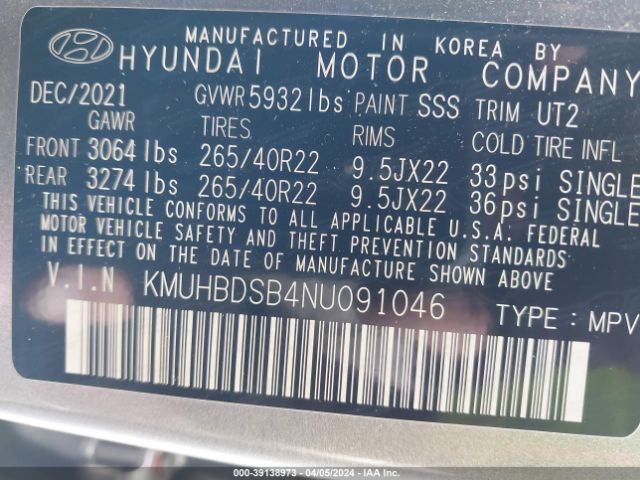 MANUFACTURED IN KOREA BY
HYUNDAI MOTOR COMPANY
DEC/2021 GVWR 5932 lbs PAINT SSS TRIM UT2
GAWR TIRES RIMS COLD TIRE INFL
FRONT 3064 lbs 265/40R22 9.5JX22 33psi SINGLE
REAR 3274 lbs 265/40R22 9.5JX22 36psi SINGLE
THIS VEHICLE CONFORMS TO ALL APPLICABLE U.S.A. FEDERAL
MOTOR VEHICLE SAFETY AND THEFT PREVENTION STANDARDS
IN EFFECT ON THE DATE OF MANUFACTURE SHOWN ABOVE
V.I.N KMUHBDSB4NU091046 TYPE : MPV
000-39138973 - 04/05/2024 - IAA Inc.